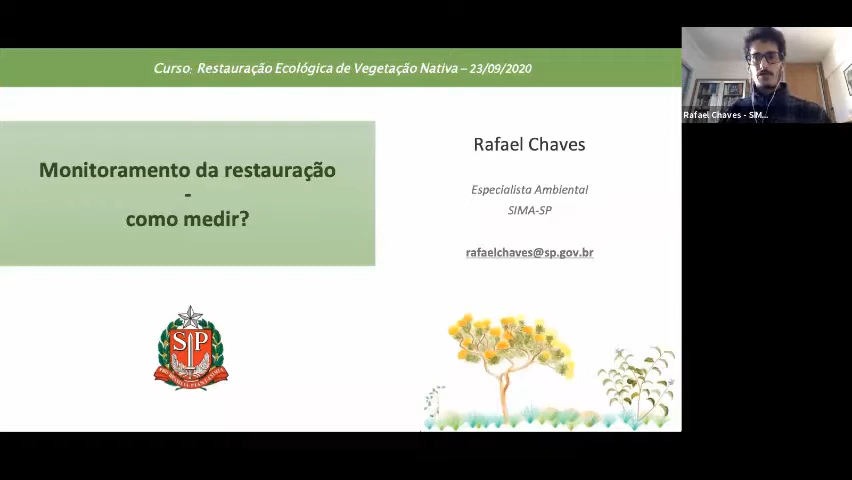 Curso: Restauração Ecológica de Vegetação Nativa – 23/09/2020
Monitoramento da restauração
-
como medir?
Rafael Chaves
Especialista Ambiental
SIMA-SP
rafaelchaves@sp.gov.br
SP
Rafael Chaves - SIM...